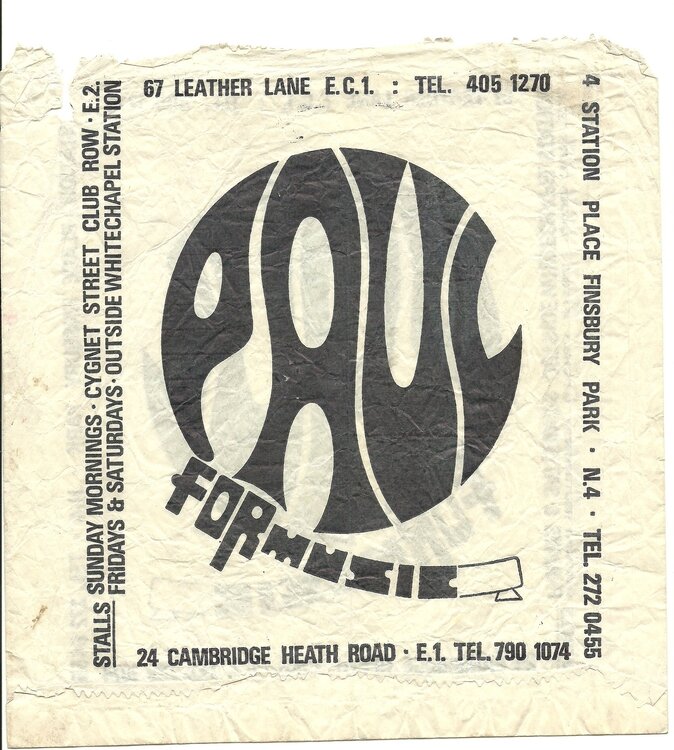 67 LEATHER LANE E.C.1. : TEL. 405 1270
4 STATION PLACE FINSBURY PARK · N.4 · TEL. 272 0455
PAUL
FOR MUSIC
24 CAMBRIDGE HEATH ROAD · E.1. TEL. 790 1074
STALLS SUNDAY MORNINGS · CYGNET STREET CLUB ROW · E.2.
FRIDAYS & SATURDAYS · OUTSIDE WHITECHAPEL STATION